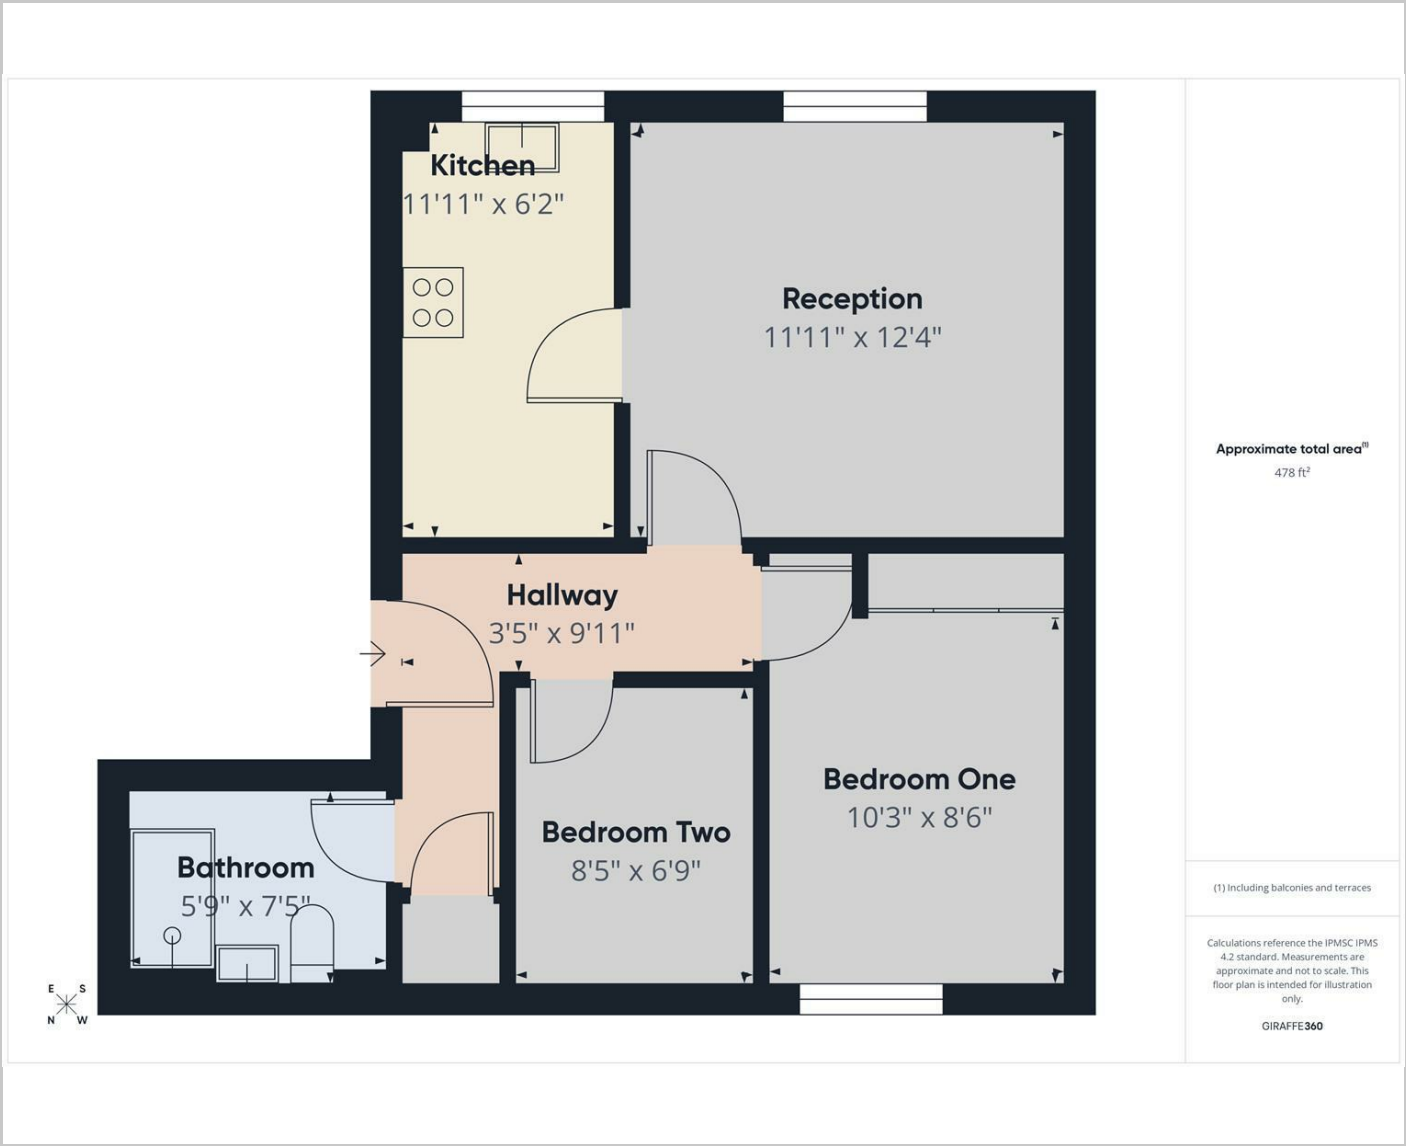 Kitchen
11'11" x 6'2"
Reception
11'11" x 12'4"
Hallway
3'5" x 9'11"
Bedroom One
10'3" x 8'6"
Bedroom Two
8'5" x 6'9"
Bathroom
5'9" x 7'5"
E S
N W
Approximate total area(1)
478 ft²
(1) Including balconies and terraces
Calculations reference the IPMSC IPMS
4.2 standard. Measurements are
approximate and not to scale. This
floor plan is intended for illustration
only.
GIRAFFE360